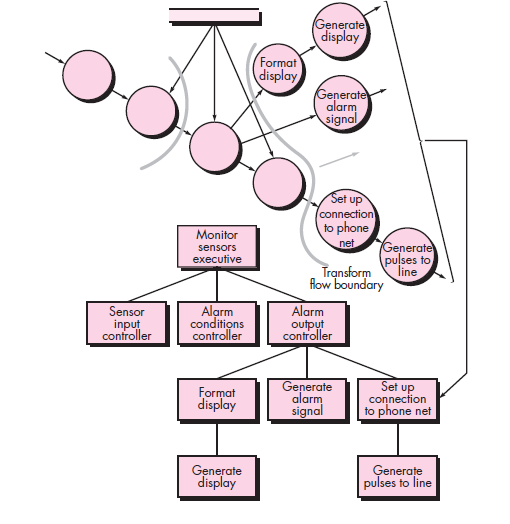 Generate
display
Format
display
Generate
alarm
signal
Set up
connection
to phone
net
Generate
pulses to
line
Transform
flow boundary
Monitor
sensors
executive
Sensor
input
controller
Alarm
conditions
controller
Alarm
output
controller
Format
display
Generate
alarm
signal
Set up
connection
to phone net
Generate
display
Generate
pulses to line